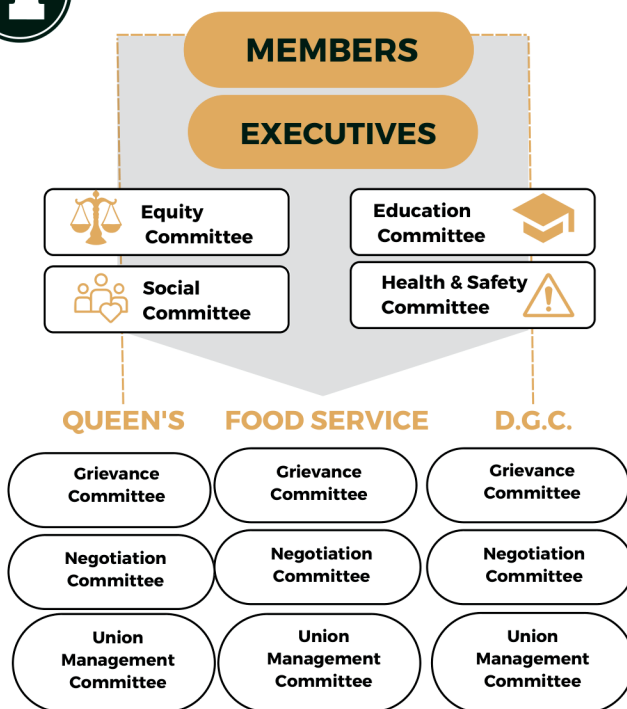 MEMBERS
EXECUTIVES
Equity
Committee
Education
Committee
Social
Committee
Health & Safety
Committee
QUEEN'S
FOOD SERVICE
D.G.C.
Grievance
Committee
Grievance
Committee
Grievance
Committee
Negotiation
Committee
Negotiation
Committee
Negotiation
Committee
Union
Management
Committee
Union
Management
Committee
Union
Management
Committee